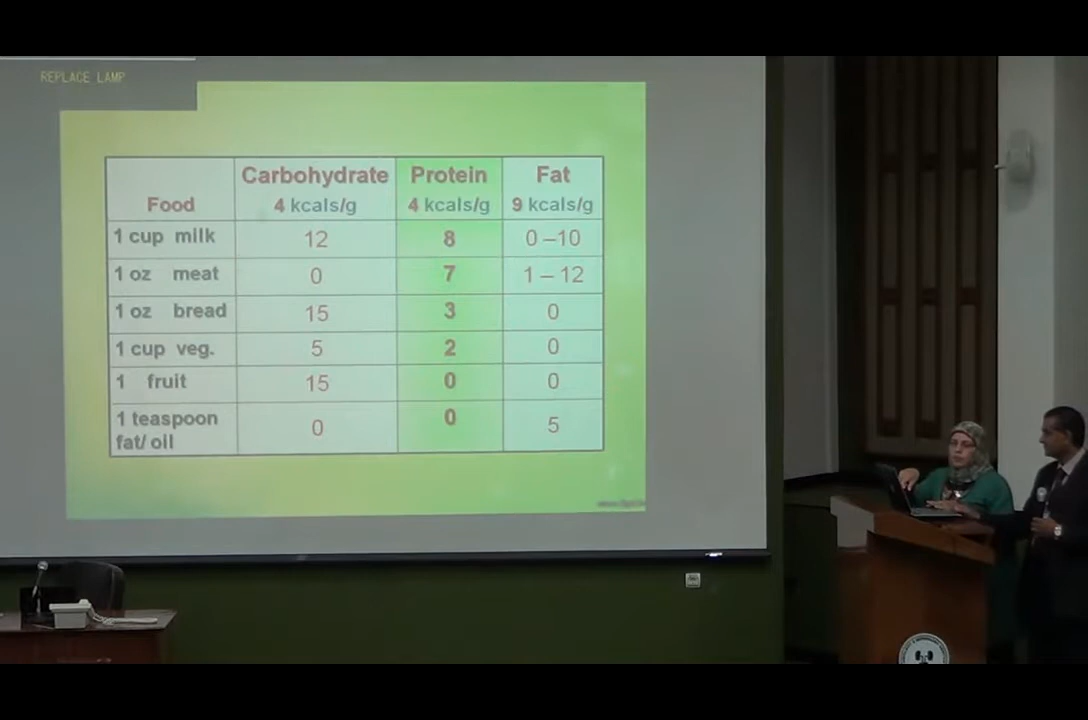 REPLACE LAMP
Carbohydrate Protein Fat
Food 4 kcals/g 4 kcals/g 9 kcals/g
1 cup milk 12 8 0 –10
1 oz meat 0 7 1 – 12
1 oz bread 15 3 0
1 cup veg. 5 2 0
1 fruit 15 0 0
1 teaspoon
fat/ oil 0 0 5